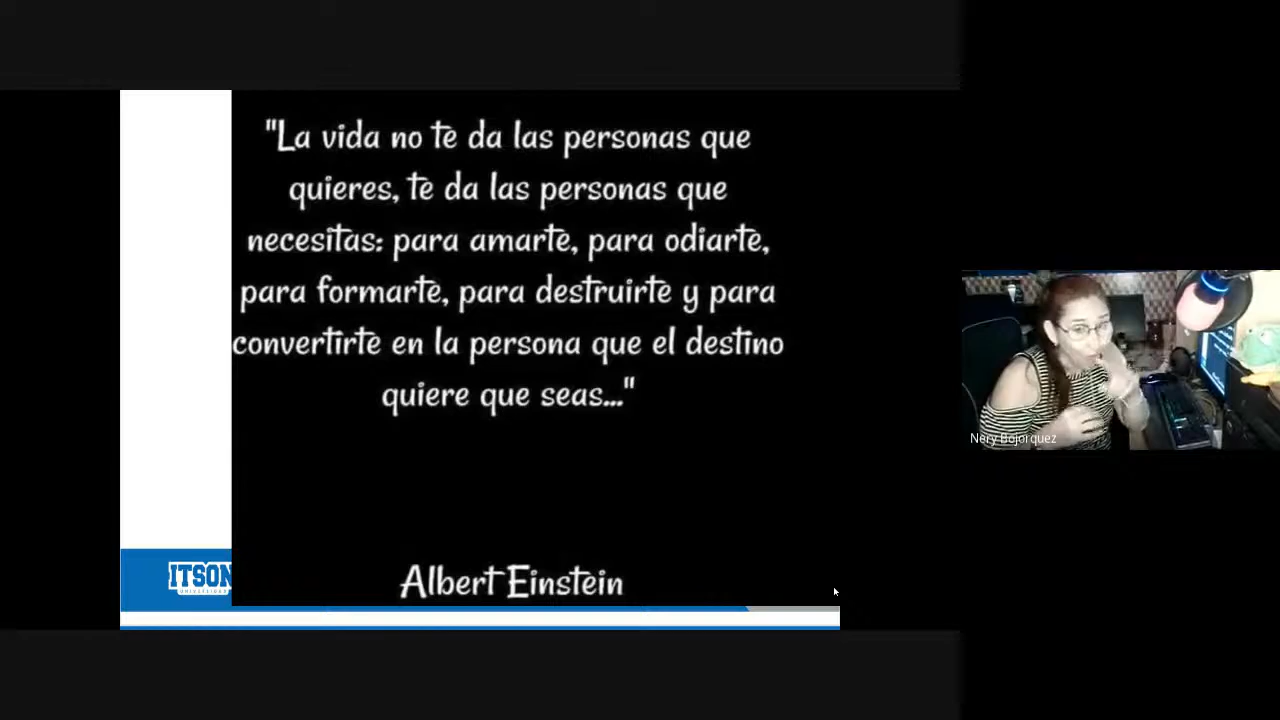 "La vida no te da las personas que
quieres, te da las personas que
necesitas: para amarte, para odiarte,
para formarte, para destruirte y para
convertirte en la persona que el destino
quiere que seas..."
Albert Einstein
ITSON
UNIVERSIDAD
Nery Bojorquez